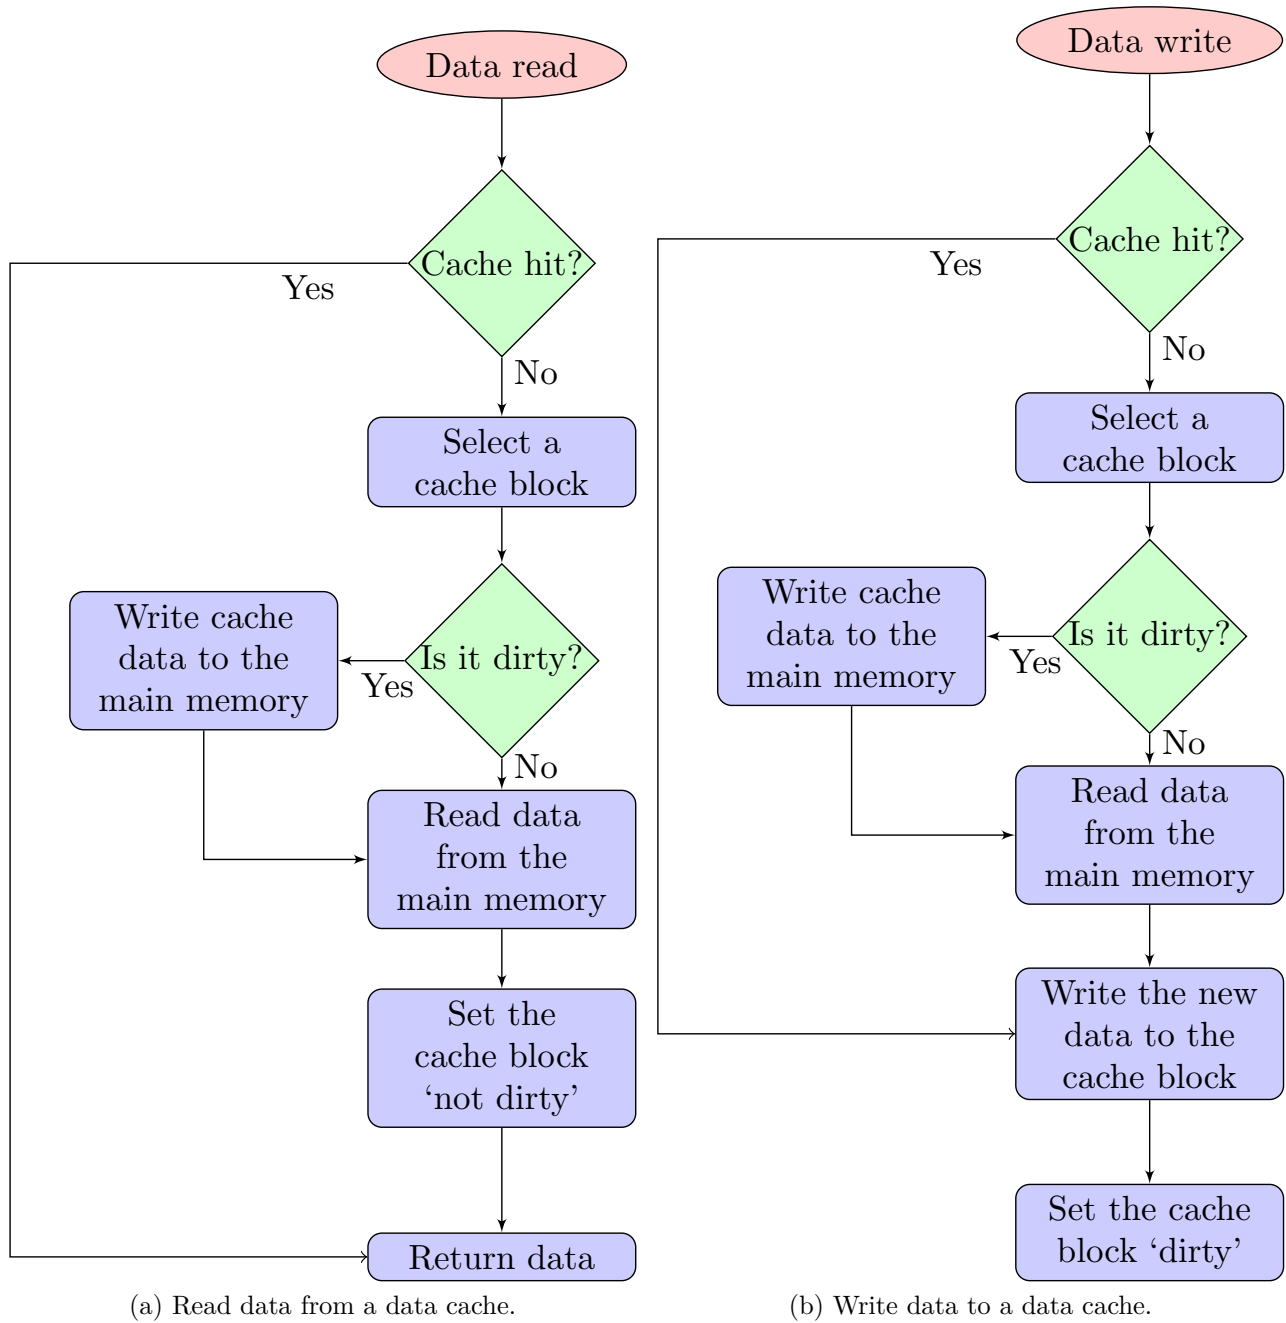 Data read
Cache hit?
Yes
No
Select a
cache block
Is it dirty?
Yes
Write cache
data to the
main memory
No
Read data
from the
main memory
Set the
cache block
‘not dirty’
Return data
(a) Read data from a data cache.
Data write
Cache hit?
Yes
No
Select a
cache block
Is it dirty?
Yes
Write cache
data to the
main memory
No
Read data
from the
main memory
Write the new
data to the
cache block
Set the cache
block ‘dirty’
(b) Write data to a data cache.